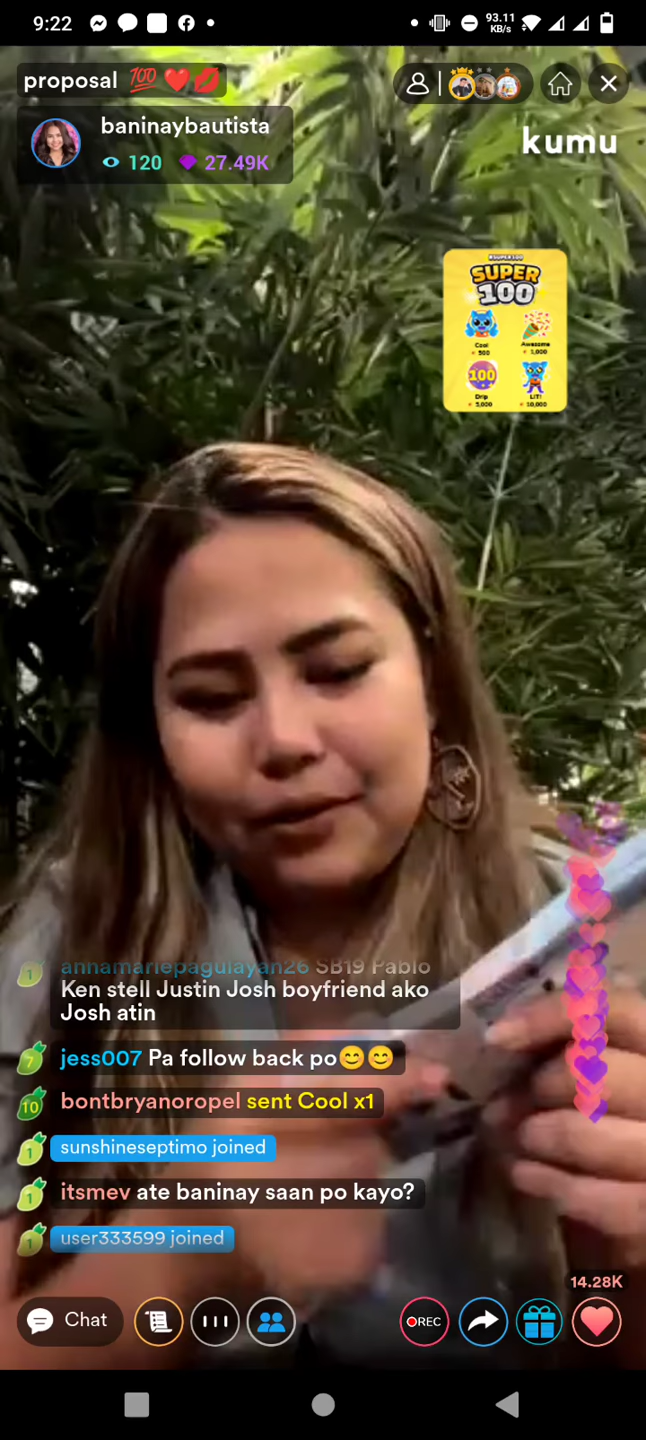 9:22
93.11
KB/s
proposal 💯❤️💋
baninaybautista
120 27.49K
kumu
#SUPER100
SUPER
100
Cool
500
Awesome
1,000
100
Drip
5,000
LIT!
10,000
1 annamariepagulayan26 SB19 Pablo
Ken stell Justin Josh boyfriend ako
Josh atin
7 jess007 Pa follow back po😊😊
10 bontbryanoropel sent Cool x1
1 sunshineseptimo joined
1 itsmev ate baninay saan po kayo?
1 user333599 joined
14.28K
Chat
REC